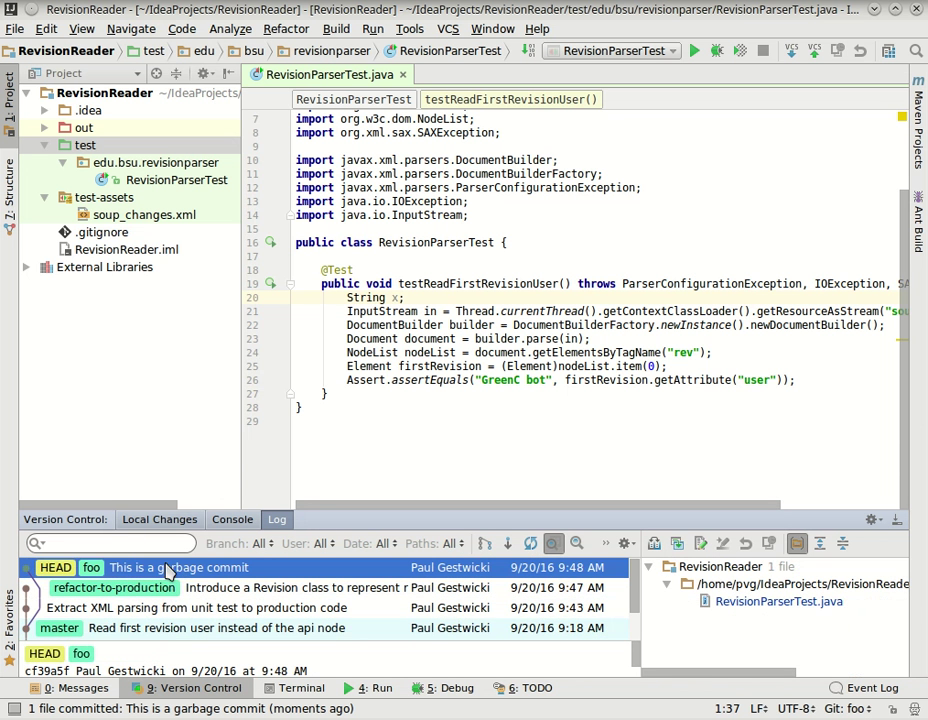 RevisionReader - [~/IdeaProjects/RevisionReader] - [RevisionReader] - ~/IdeaProjects/RevisionReader/test/edu/bsu/revisionparser/RevisionParserTest.java - I...
File Edit View Navigate Code Analyze Refactor Build Run Tools VCS Window Help
RevisionReader test edu bsu revisionparser RevisionParserTest RevisionParserTest VCS VCS
1: Project
7: Structure
2: Favorites
Project
RevisionReader ~/IdeaProjects/
.idea
out
test
edu.bsu.revisionparser
RevisionParserTest
test-assets
soup_changes.xml
.gitignore
RevisionReader.iml
External Libraries
RevisionParserTest.java
RevisionParserTest testReadFirstRevisionUser()
7 import org.w3c.dom.NodeList;
8 import org.xml.sax.SAXException;
9
10 import javax.xml.parsers.DocumentBuilder;
11 import javax.xml.parsers.DocumentBuilderFactory;
12 import javax.xml.parsers.ParserConfigurationException;
13 import java.io.IOException;
14 import java.io.InputStream;
15
16 public class RevisionParserTest {
17
18 @Test
19 public void testReadFirstRevisionUser() throws ParserConfigurationException, IOException, SA
20 String x;
21 InputStream in = Thread.currentThread().getContextClassLoader().getResourceAsStream("sou
22 DocumentBuilder builder = DocumentBuilderFactory.newInstance().newDocumentBuilder();
23 Document document = builder.parse(in);
24 NodeList nodeList = document.getElementsByTagName("rev");
25 Element firstRevision = (Element)nodeList.item(0);
26 Assert.assertEquals("GreenC bot", firstRevision.getAttribute("user"));
27 }
28 }
29
Maven Projects
Ant Build
Version Control: Local Changes Console Log
Branch: All User: All Date: All Paths: All
HEAD foo This is a garbage commit Paul Gestwicki 9/20/16 9:48 AM
refactor-to-production Introduce a Revision class to represent r Paul Gestwicki 9/20/16 9:47 AM
Extract XML parsing from unit test to production code Paul Gestwicki 9/20/16 9:43 AM
master Read first revision user instead of the api node Paul Gestwicki 9/20/16 9:18 AM
HEAD foo
cf39a5f Paul Gestwicki on 9/20/16 at 9:48 AM
RevisionReader 1 file
/home/pvg/IdeaProjects/RevisionReade
RevisionParserTest.java
0: Messages 9: Version Control Terminal 4: Run 5: Debug 6: TODO Event Log
1 file committed: This is a garbage commit (moments ago) 1:37 LF UTF-8 Git: foo